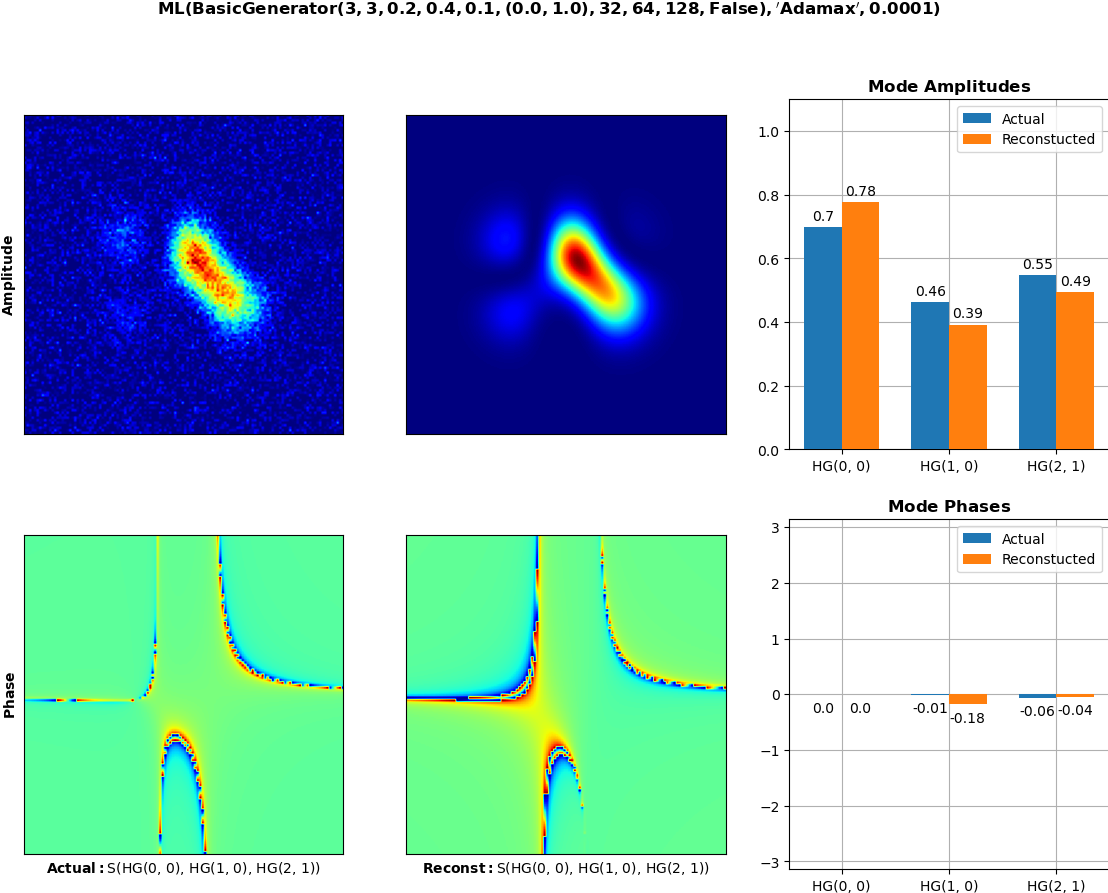 ML(BasicGenerator(3, 3, 0.2, 0.4, 0.1, (0.0, 1.0), 32, 64, 128, False), ′Adamax′, 0.0001)
Amplitude
Mode Amplitudes
Actual
Reconstucted
1.0
0.8
0.6
0.4
0.2
0.0
0.7
0.78
0.46
0.39
0.55
0.49
HG(0, 0)
HG(1, 0)
HG(2, 1)
Phase
Actual: S(HG(0, 0), HG(1, 0), HG(2, 1))
Reconst: S(HG(0, 0), HG(1, 0), HG(2, 1))
Mode Phases
Actual
Reconstucted
3
2
1
0
−1
−2
−3
0.0
0.0
-0.01
-0.18
-0.06
-0.04
HG(0, 0)
HG(1, 0)
HG(2, 1)